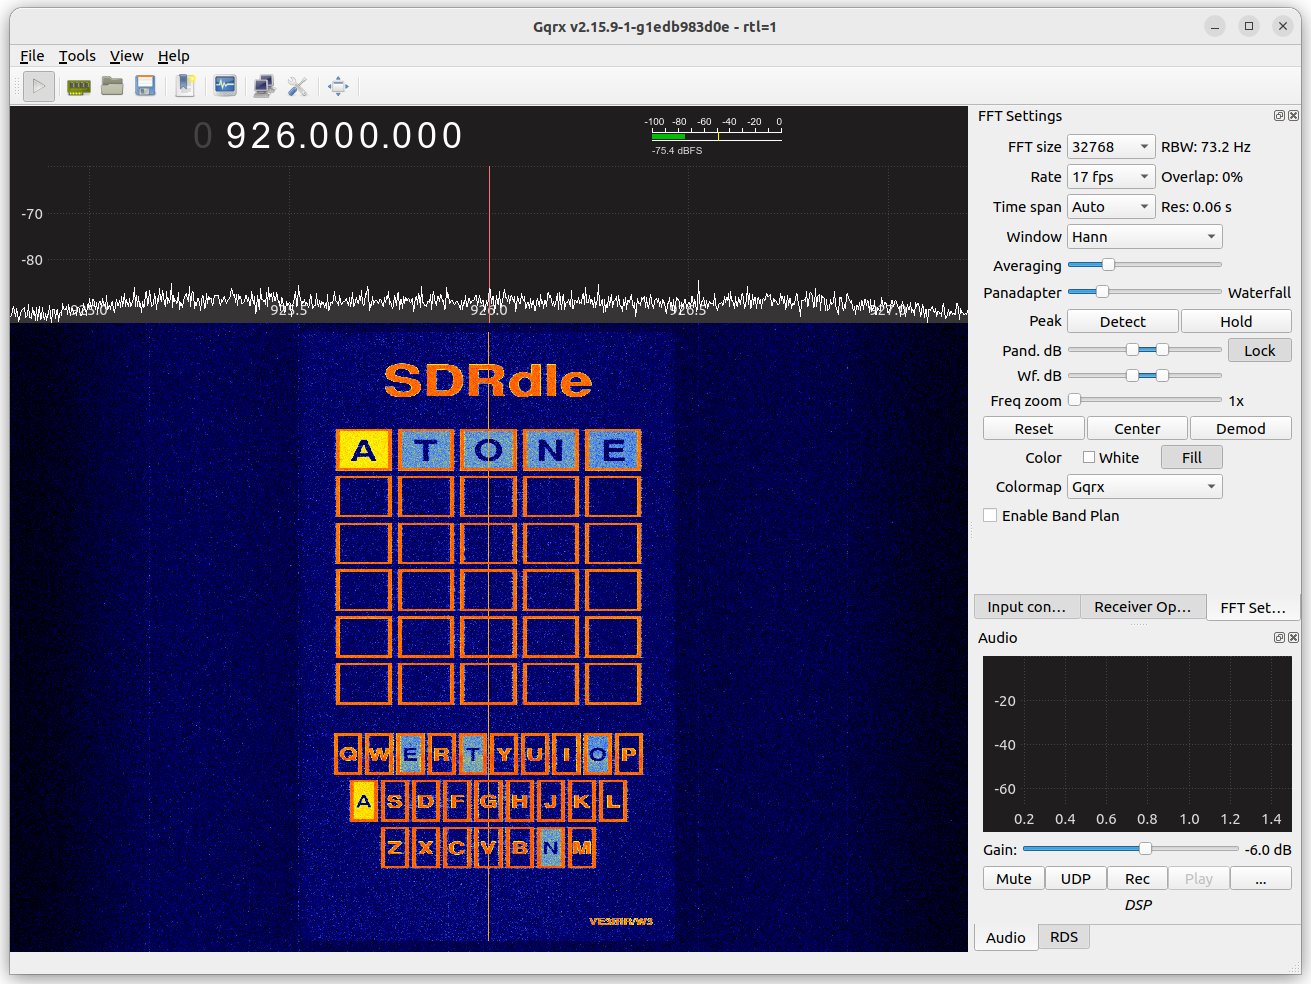 Gqrx v2.15.9-1-g1edb983d0e - rtl=1
File Tools View Help
0 926.000.000
-100 -80 -60 -40 -20 0
-75.4 dBFS
-70
-80
925.5 926.0 926.5
SDRdle
A T O N E
Q W E R T Y U I O P
A S D F G H J K L
Z X C V B N M
FFT Settings
FFT size 32768 RBW: 73.2 Hz
Rate 17 fps Overlap: 0%
Time span Auto Res: 0.06 s
Window Hann
Averaging
Panadapter Waterfall
Peak Detect Hold
Pand. dB Lock
Wf. dB
Freq zoom 1x
Reset Center Demod
Color White Fill
Colormap Gqrx
Enable Band Plan
Input con... Receiver Op... FFT Set...
Audio
-20
-40
-60
0.2 0.4 0.6 0.8 1.0 1.2 1.4
Gain: -6.0 dB
Mute UDP Rec Play ...
DSP
Audio RDS